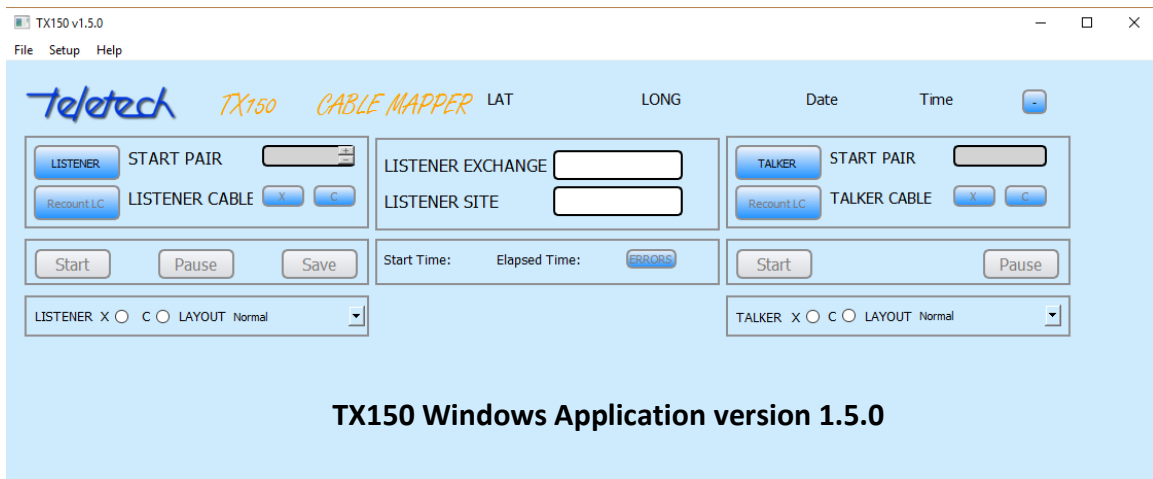 TX150 v1.5.0
File Setup Help
Teletech TX150 CABLE MAPPER LAT LONG Date Time -
LISTENER START PAIR + -
Recount LC LISTENER CABLE X C
LISTENER EXCHANGE
LISTENER SITE
TALKER START PAIR
Recount LC TALKER CABLE X C
Start Pause Save
Start Time: Elapsed Time: ERRORS
Start Pause
LISTENER X C LAYOUT Normal
TALKER X C LAYOUT Normal
TX150 Windows Application version 1.5.0